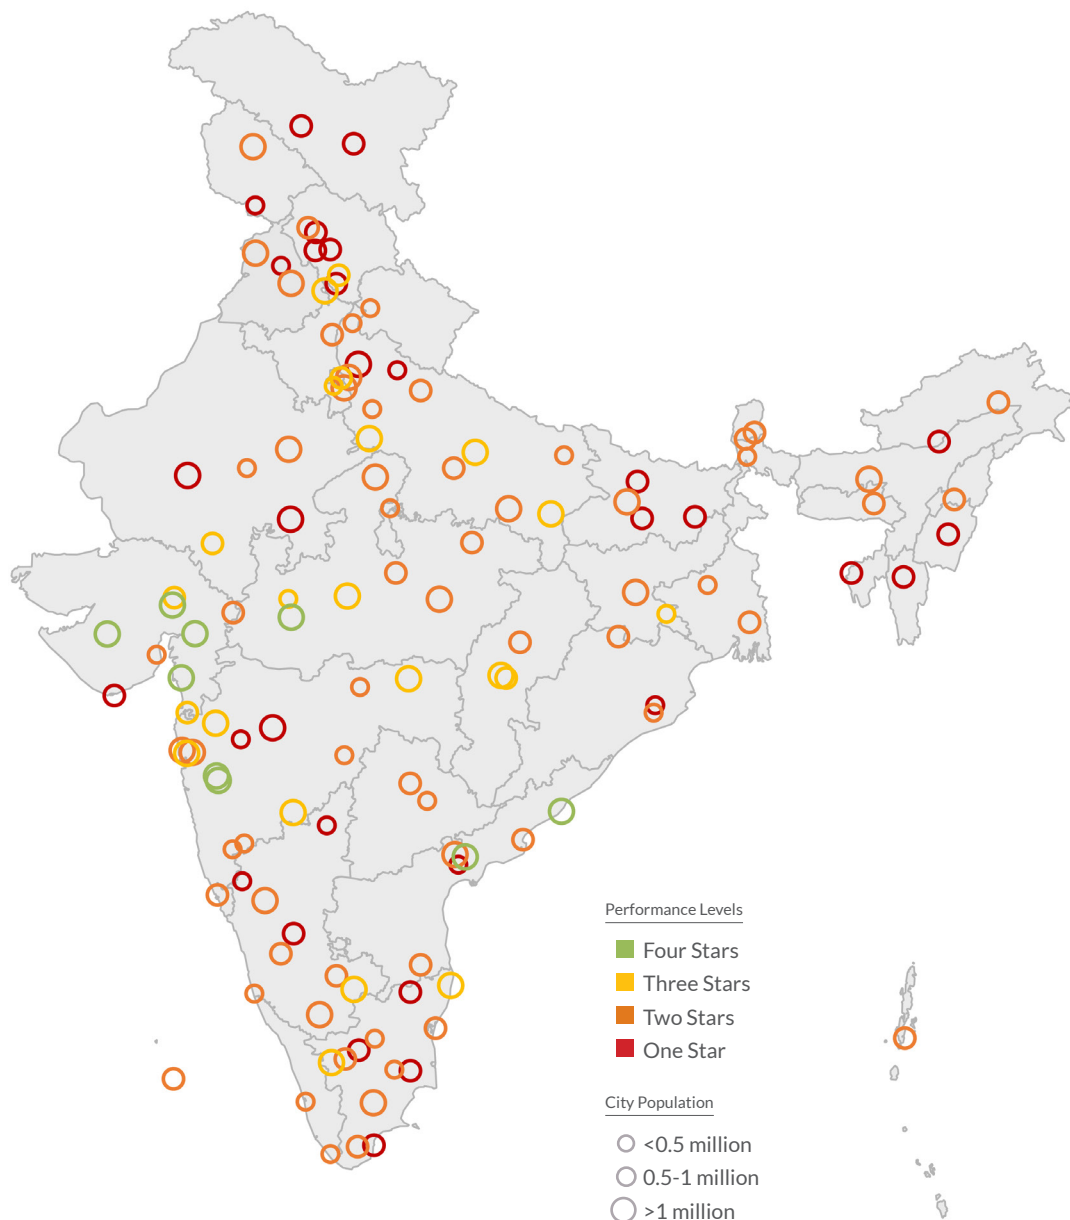 Performance Levels
Four Stars
Three Stars
Two Stars
One Star
City Population
<0.5 million
0.5-1 million
>1 million